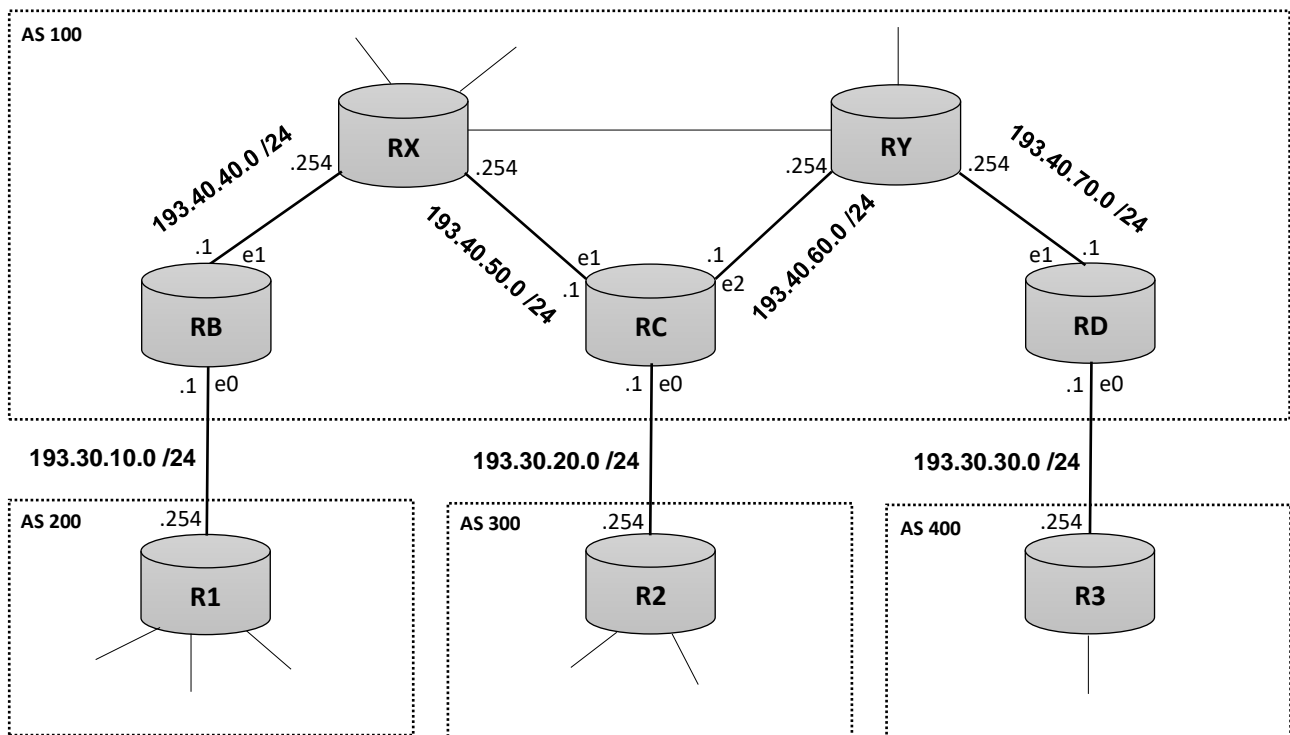 AS 100
RX
RY
.254
.254
.254
.254
193.40.40.0 /24
193.40.50.0 /24
193.40.60.0 /24
193.40.70.0 /24
.1
e1
e1
.1
.1
e2
e1
.1
RB
RC
RD
.1
e0
.1
e0
.1
e0
193.30.10.0 /24
193.30.20.0 /24
193.30.30.0 /24
AS 200
.254
AS 300
.254
AS 400
.254
R1
R2
R3